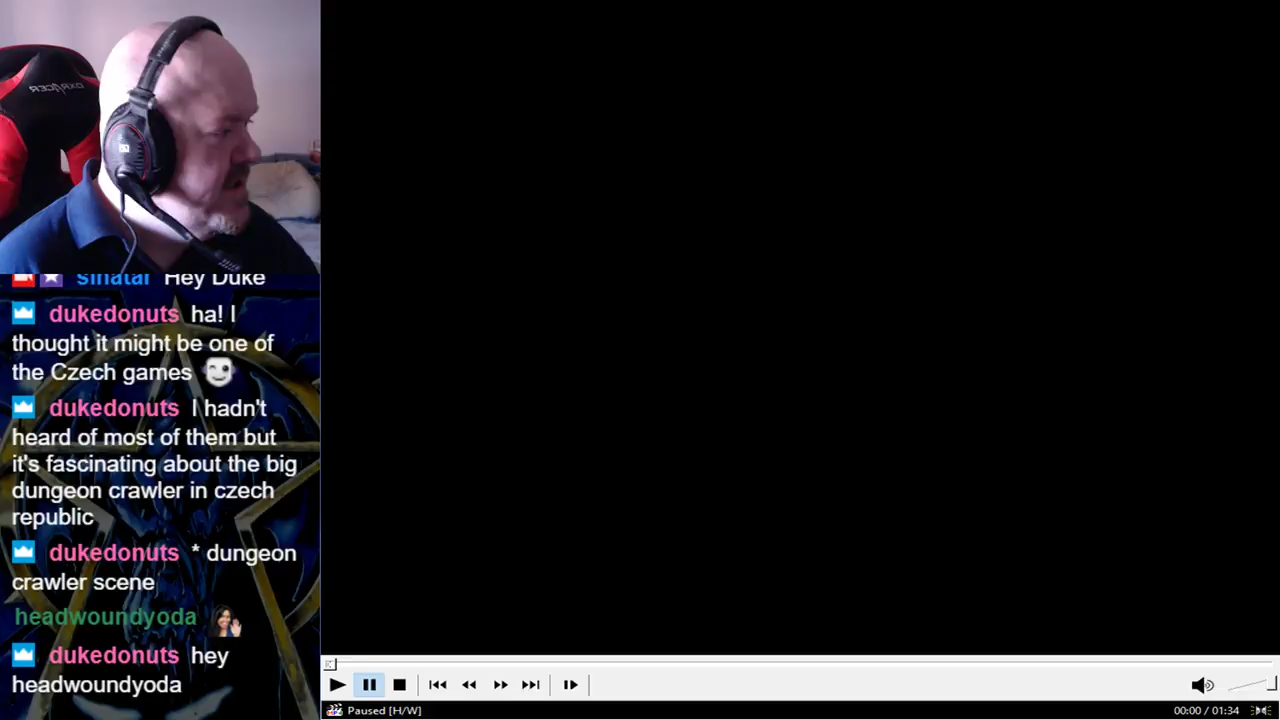 DXRACER
sinatar Hey Duke
dukedonuts ha! I
thought it might be one of
the Czech games
dukedonuts I hadn't
heard of most of them but
it's fascinating about the big
dungeon crawler in czech
republic
dukedonuts * dungeon
crawler scene
headwoundyoda
dukedonuts hey
headwoundyoda
Paused [H/W]
00:00 / 01:34